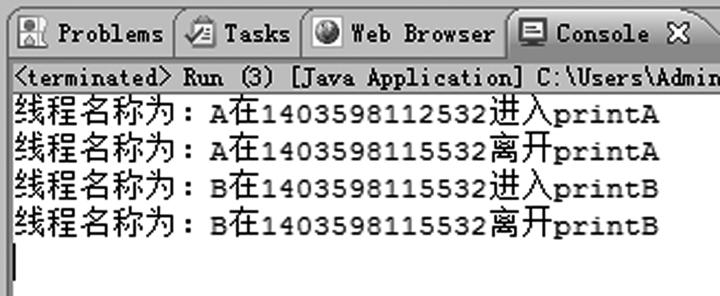 Problems Tasks Web Browser Console
<terminated> Run (3) [Java Application] C:\Users\Admin
线程名称为：A在1403598112532进入printA
线程名称为：A在1403598115532离开printA
线程名称为：B在1403598115532进入printB
线程名称为：B在1403598115532离开printB